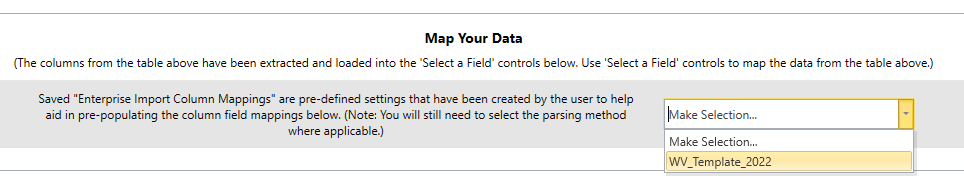 Map Your Data
(The columns from the table above have been extracted and loaded into the 'Select a Field' controls below. Use 'Select a Field' controls to map the data from the table above.)
Saved "Enterprise Import Column Mappings" are pre-defined settings that have been created by the user to help
aid in pre-populating the column field mappings below. (Note: You will still need to select the parsing method
where applicable.)
Make Selection...
Make Selection...
WV_Template_2022